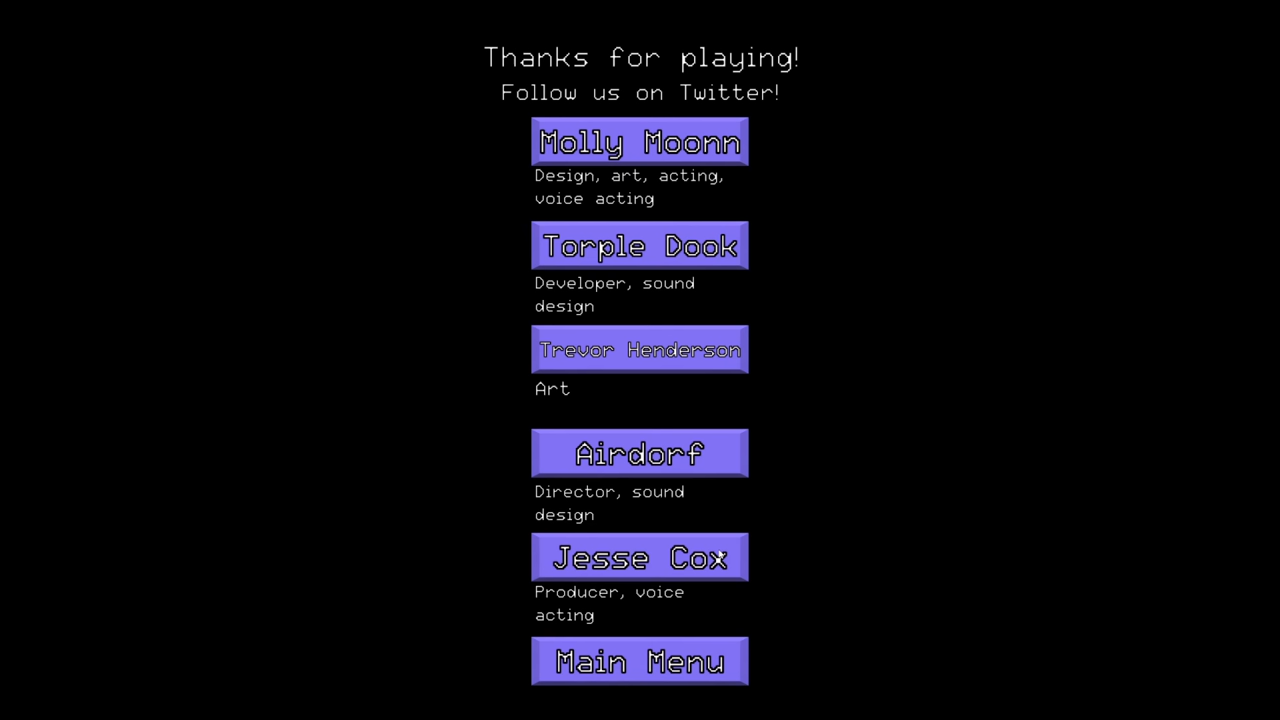 Thanks for playing!
Follow us on Twitter!
Molly Moonn
Design, art, acting,
voice acting
Torple Dook
Developer, sound
design
Trevor Henderson
Art
Airdorf
Director, sound
design
Jesse Cox
Producer, voice
acting
Main Menu